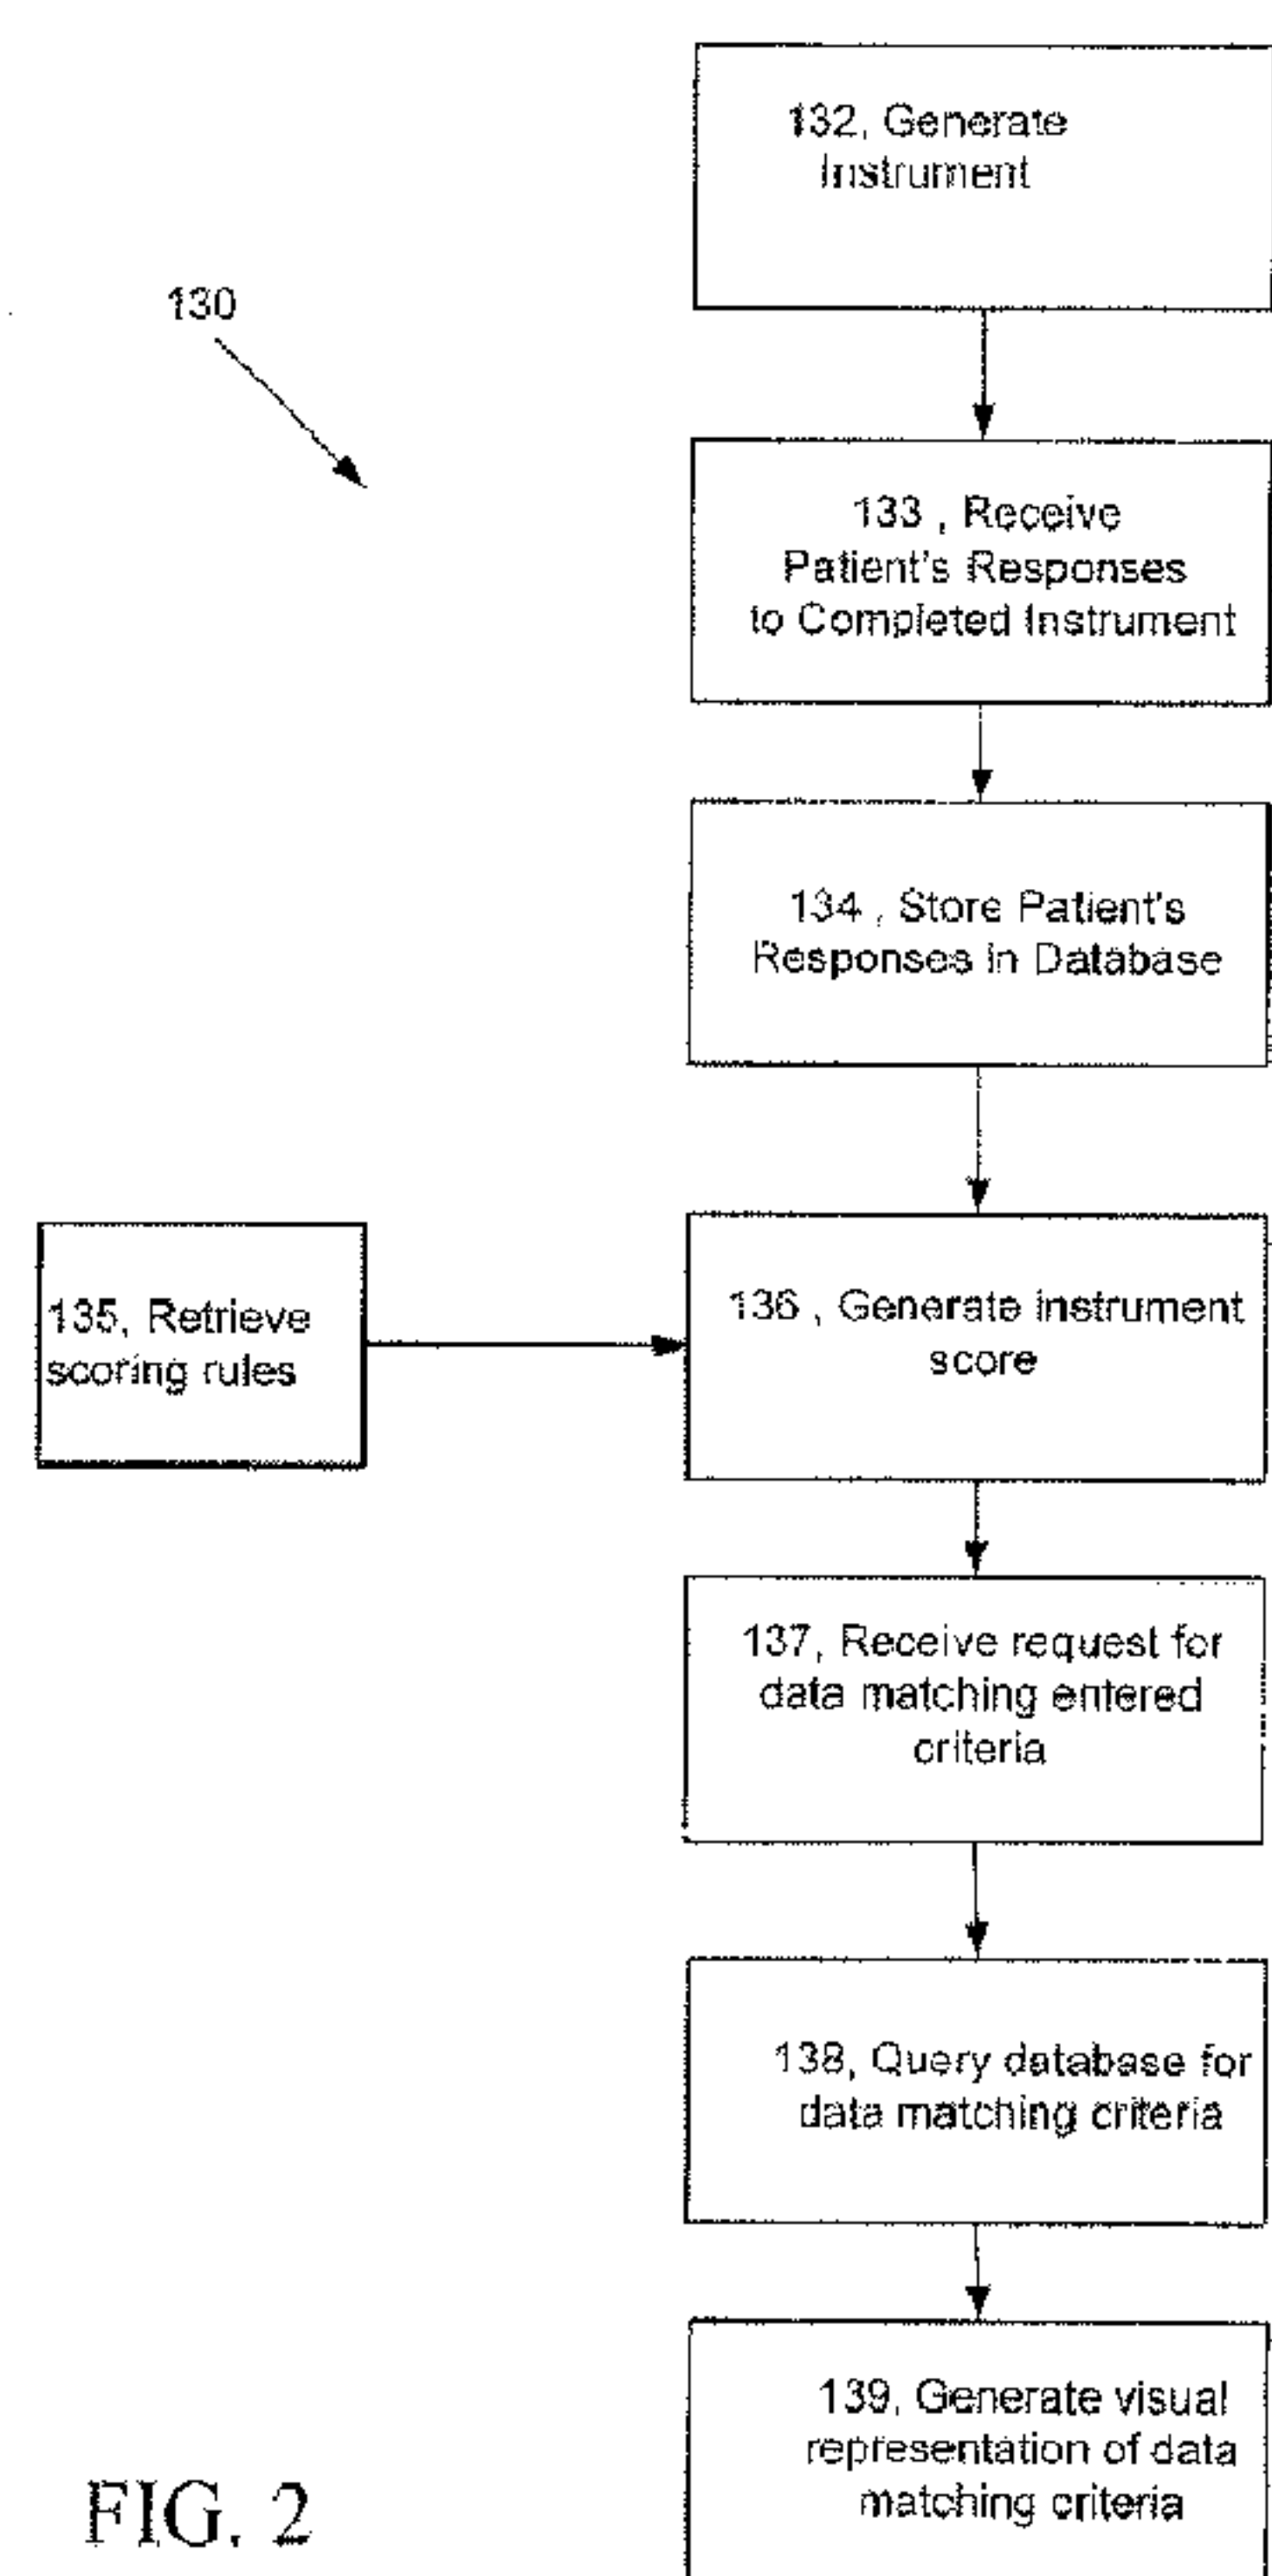 132, Generate
Instrument
130
133 , Receive
Patient's Responses
to Completed Instrument
134 , Store Patient's
Responses in Database
135, Retrieve
scoring rules
136 , Generate instrument
score
137, Receive request for
data matching entered
criteria
138, Query database for
data matching criteria
139, Generate visual
representation of data
matching criteria
FIG. 2